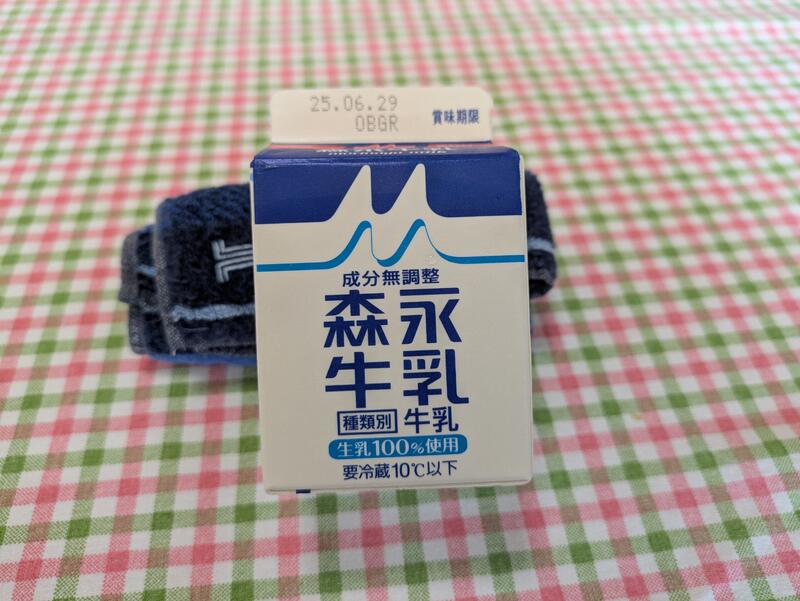 25.06.29
OBGR 賞味期限
成分無調整
森永
牛乳
種類別 牛乳
生乳100%使用
要冷蔵10℃以下